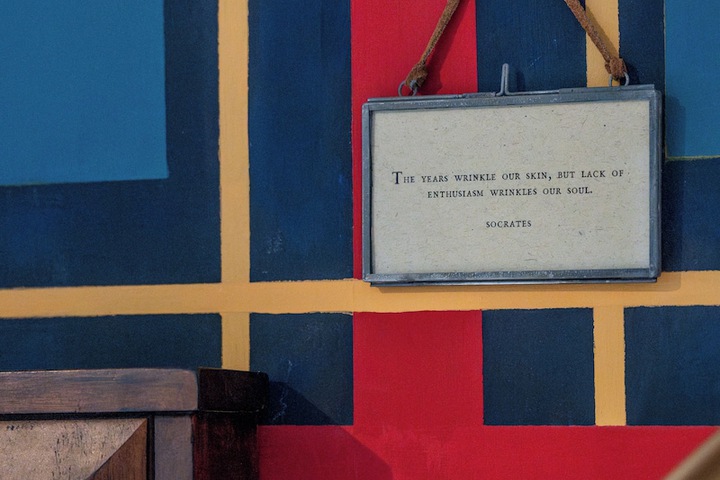 The years wrinkle our skin, but lack of
enthusiasm wrinkles our soul.
Socrates